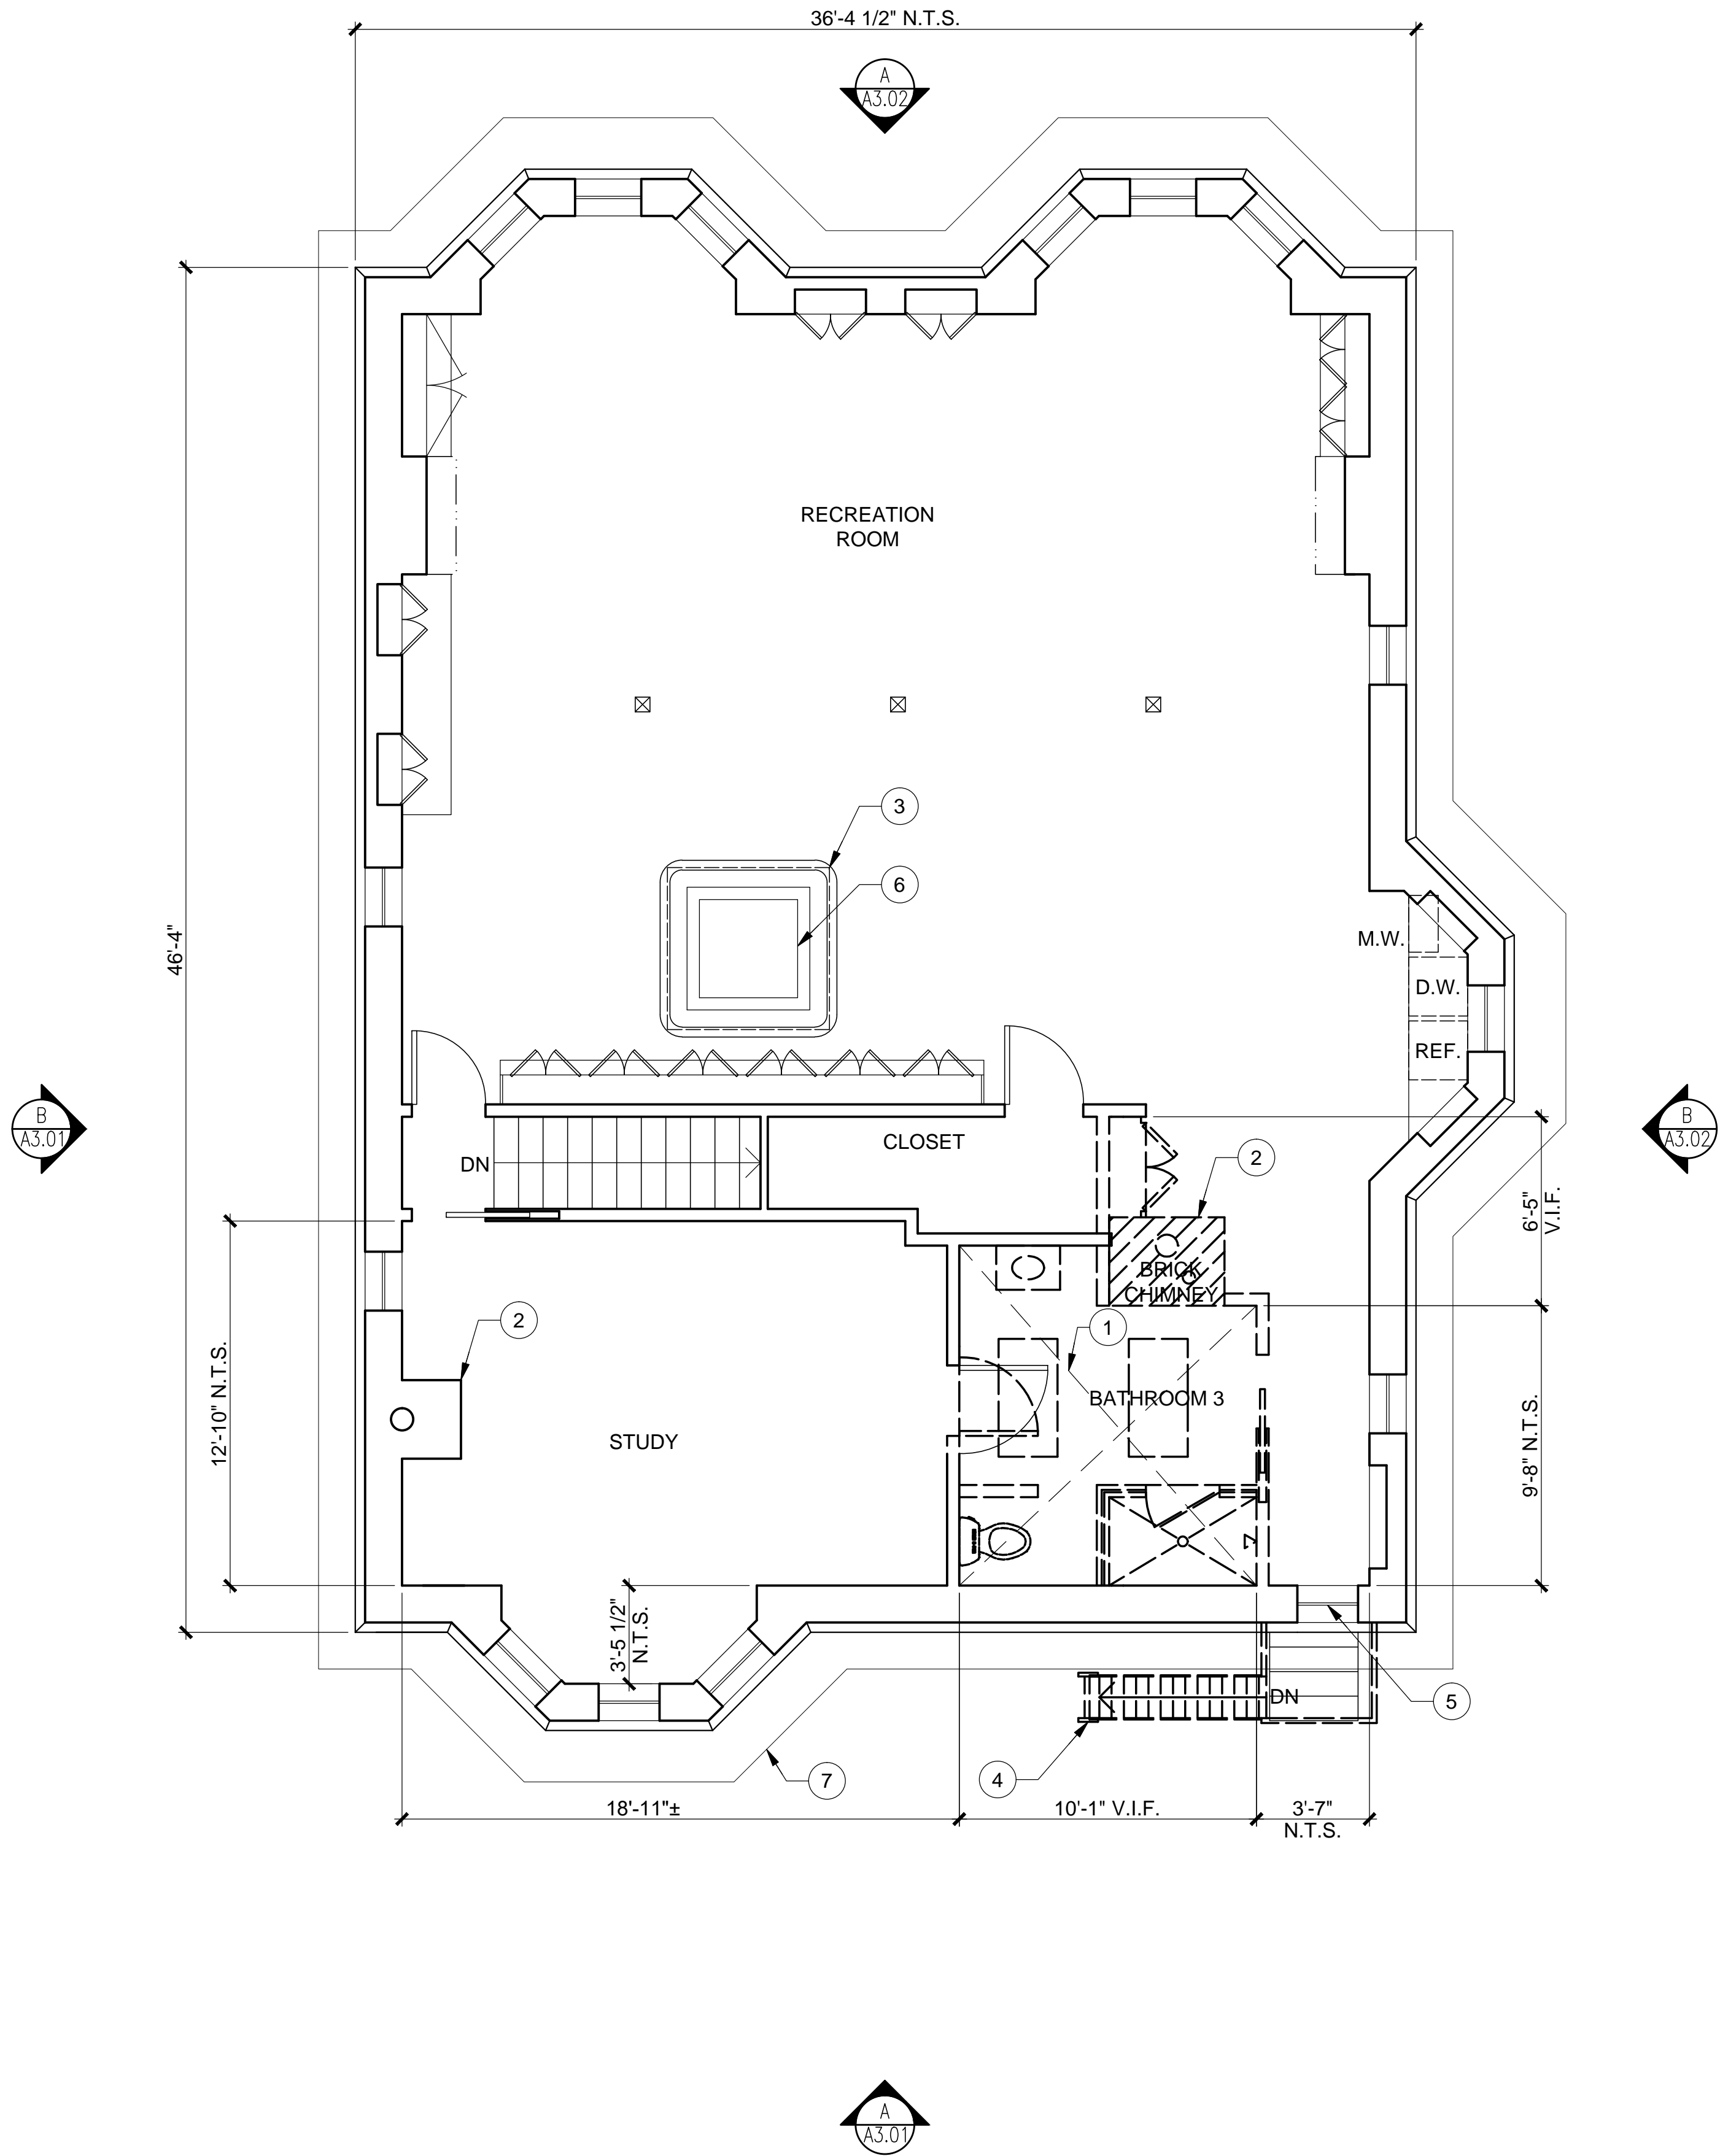 36'-4 1/2" N.T.S.
A
A3.02
RECREATION
ROOM
3
6
46'-4"
M.W.
D.W.
REF.
B
A3.01
B
A3.02
CLOSET
DN
2
6'-5"
V.I.F.
BRICK
CHIMNEY
2
1
12'-10" N.T.S.
BATHROOM 3
9'-8" N.T.S.
STUDY
3'-5 1/2"
N.T.S.
DN
5
7
4
18'-11"±
10'-1" V.I.F.
3'-7"
N.T.S.
A
A3.01